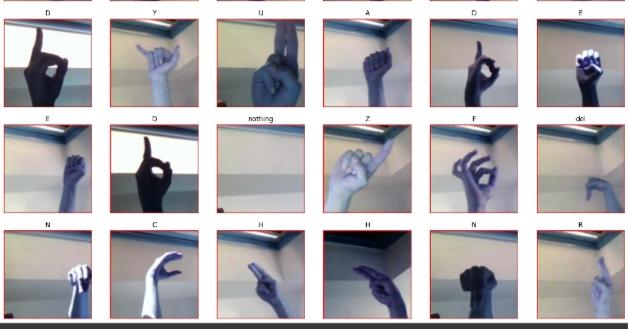 D Y U A D E
E D nothing Z F del
N C H H N R